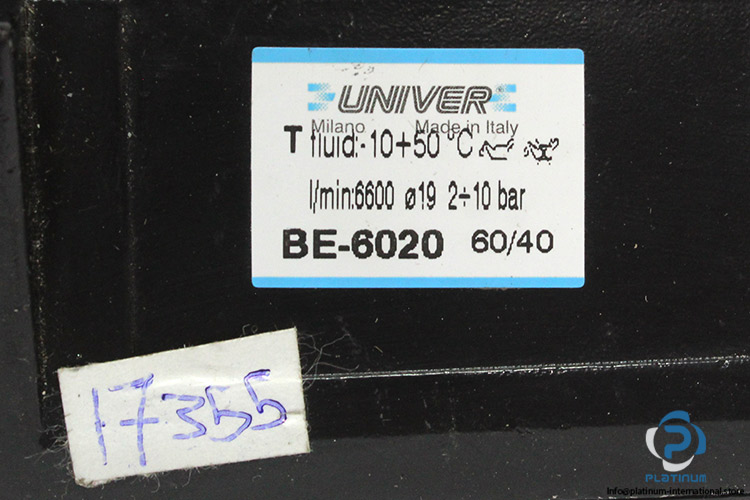 UNIVER
Milano Made in Italy
T fluid:-10+50 °C
l/min:6600 ø19 2÷10 bar
BE-6020 60/40
17355
PLATINUM
Info@platinum-international.store